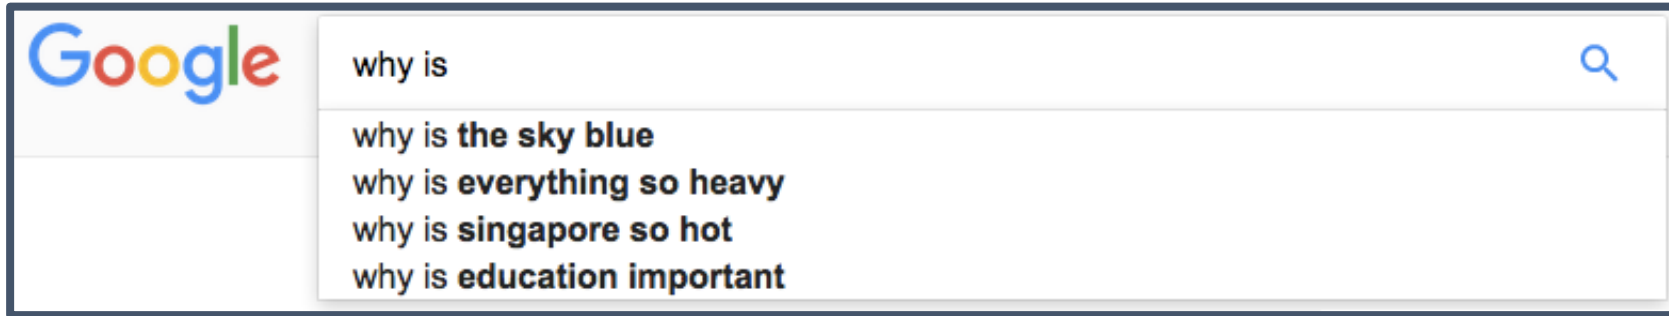 Google
why is
why is the sky blue
why is everything so heavy
why is singapore so hot
why is education important